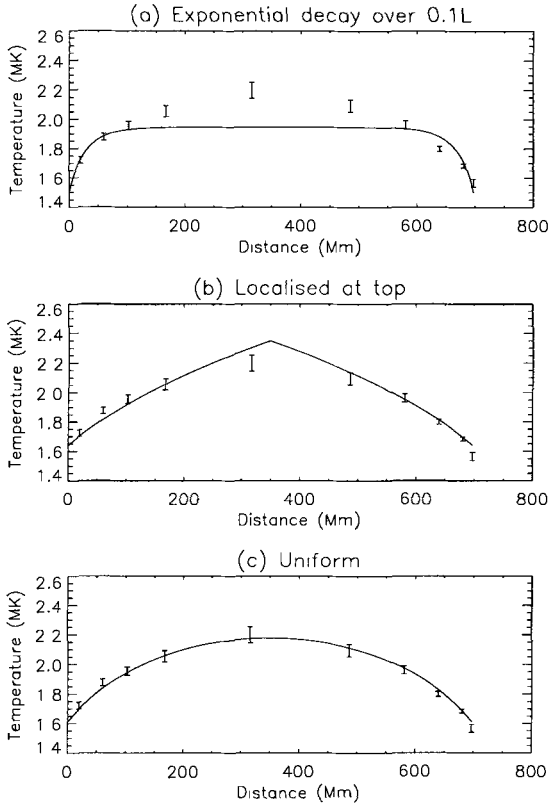 (a) Exponential decay over 0.1L
Temperature (MK)
2.6
2.4
2.2
2.0
1.8
1.6
1.4
0 200 400 600 800
Distance (Mm)
(b) Localised at top
Temperature (MK)
2.6
2.4
2.2
2.0
1.8
1.6
1.4
0 200 400 600 800
Distance (Mm)
(c) Uniform
Temperature (MK)
2.6
2.4
2.2
2.0
1.8
1.6
1.4
0 200 400 600 800
Distance (Mm)